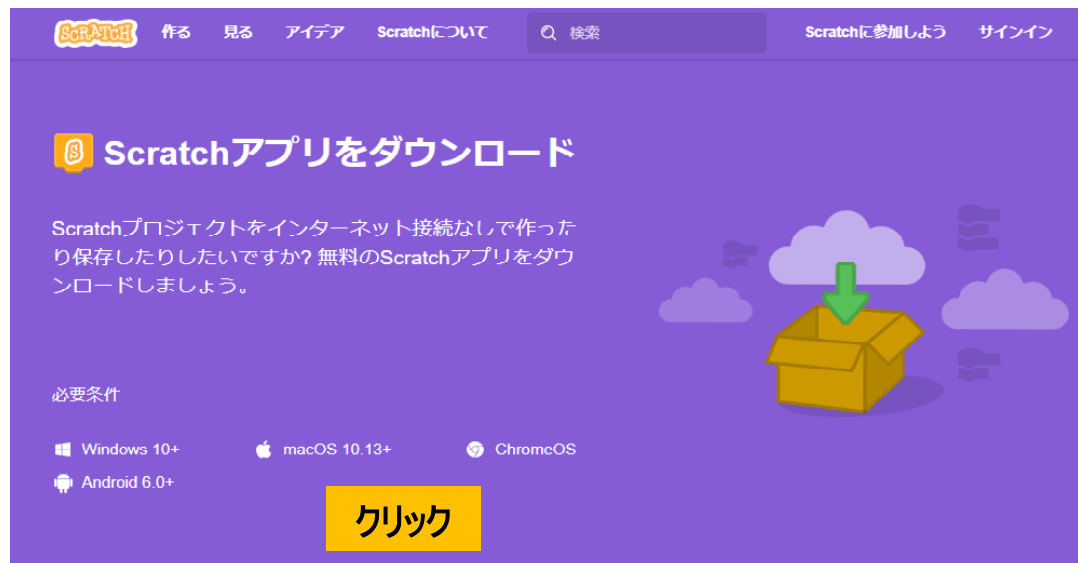 SCRATCH 作る 見る アイデア Scratchについて 検索 Scratchに参加しよう サインイン
S Scratchアプリをダウンロード
Scratchプロジェクトをインターネット接続なしで作った
り保存したりしたいですか? 無料のScratchアプリをダウ
ンロードしましょう。
必要条件
Windows 10+ macOS 10.13+ ChromeOS
Android 6.0+
クリック